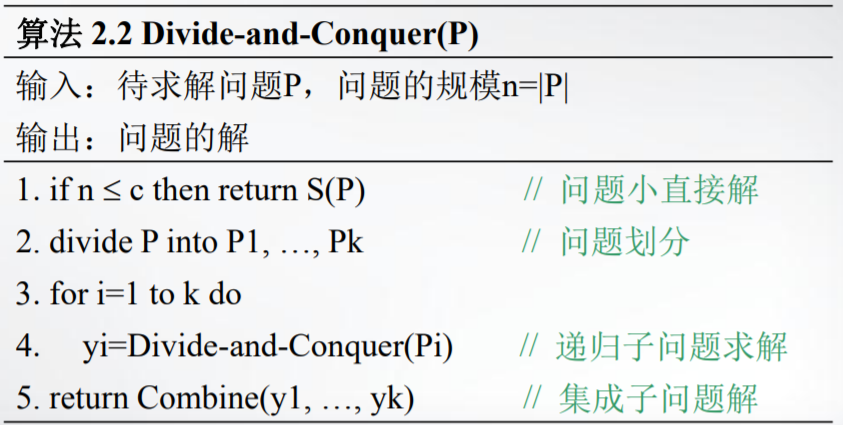 算法 2.2 Divide-and-Conquer(P)
输入：待求解问题P，问题的规模n=|P|
输出：问题的解
1. if n ≤ c then return S(P) // 问题小直接解
2. divide P into P1, …, Pk // 问题划分
3. for i=1 to k do
4. yi=Divide-and-Conquer(Pi) // 递归子问题求解
5. return Combine(y1, …, yk) // 集成子问题解